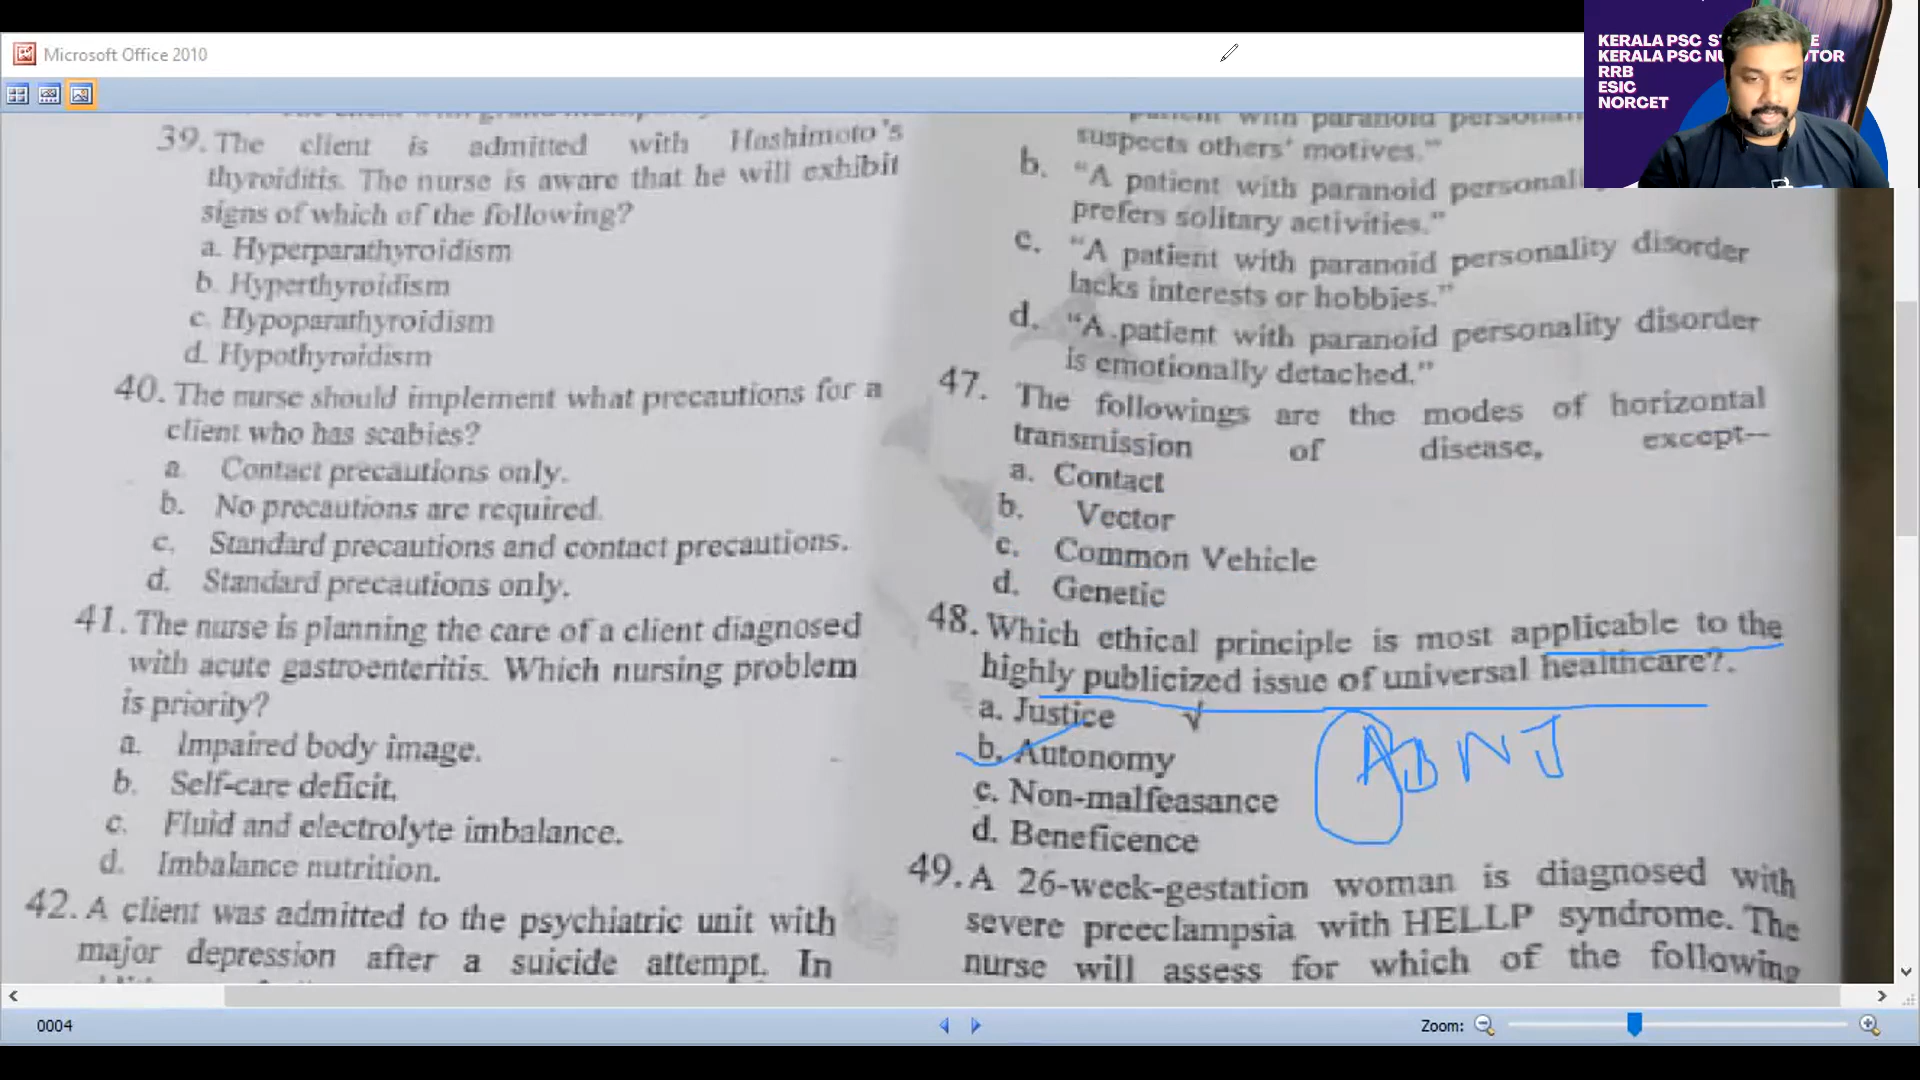 Microsoft Office 2010
KERALA PSC
KERALA PSC
RRB
ESIC
NORCET
39. The client is admitted with Hashimoto's
thyroiditis. The nurse is aware that he will exhibit
signs of which of the following?
a. Hyperparathyroidism
b. Hyperthyroidism
c. Hypoparathyroidism
d. Hypothyroidism
40. The nurse should implement what precautions for a
client who has scabies?
a. Contact precautions only.
b. No precautions are required.
c. Standard precautions and contact precautions.
d. Standard precautions only.
41. The nurse is planning the care of a client diagnosed
with acute gastroenteritis. Which nursing problem
is priority?
a. Impaired body image.
b. Self-care deficit.
c. Fluid and electrolyte imbalance.
d. Imbalance nutrition.
42. A client was admitted to the psychiatric unit with
major depression after a suicide attempt. In
patient with paranoid
suspects others' motives."
b. "A patient with paranoid
prefers solitary activities."
c. "A patient with paranoid personality disorder
lacks interests or hobbies."
d. "A patient with paranoid personality disorder
is emotionally detached."
47. The followings are the modes of horizontal
transmission of disease, except--
a. Contact
b. Vector
c. Common Vehicle
d. Genetic
48. Which ethical principle is most applicable to the
highly publicized issue of universal healthcare?.
a. Justice √
b. Autonomy
c. Non-malfeasance
d. Beneficence
A B N J
49. A 26-week-gestation woman is diagnosed with
severe preeclampsia with HELLP syndrome. The
nurse will assess for which of the following
0004
Zoom: